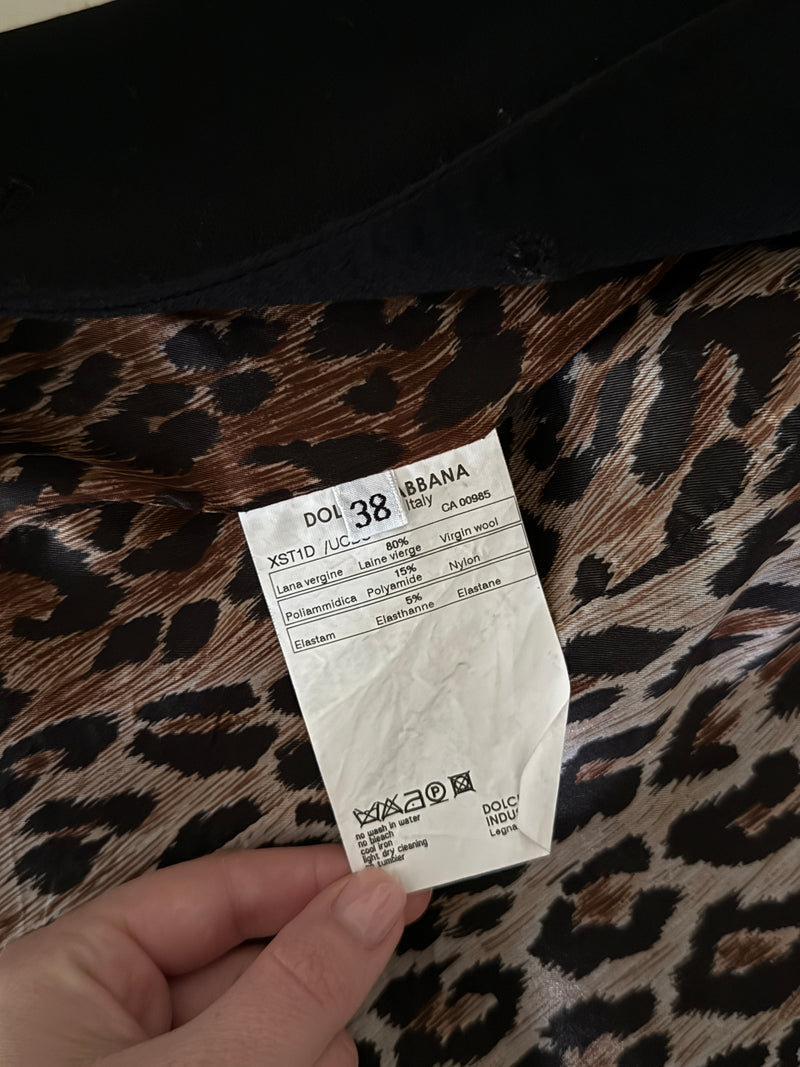 DOL ABBANA
38
Italy
XST1D /UC
CA 00985
80%
Lana vergine Laine vierge Virgin wool
15%
Poliammidica Polyamide Nylon
5%
Elastam Elasthanne Elastane
no wash in water
no bleach
cool iron
light dry cleaning
no tumbler
P
DOLC
INDUS
Legna